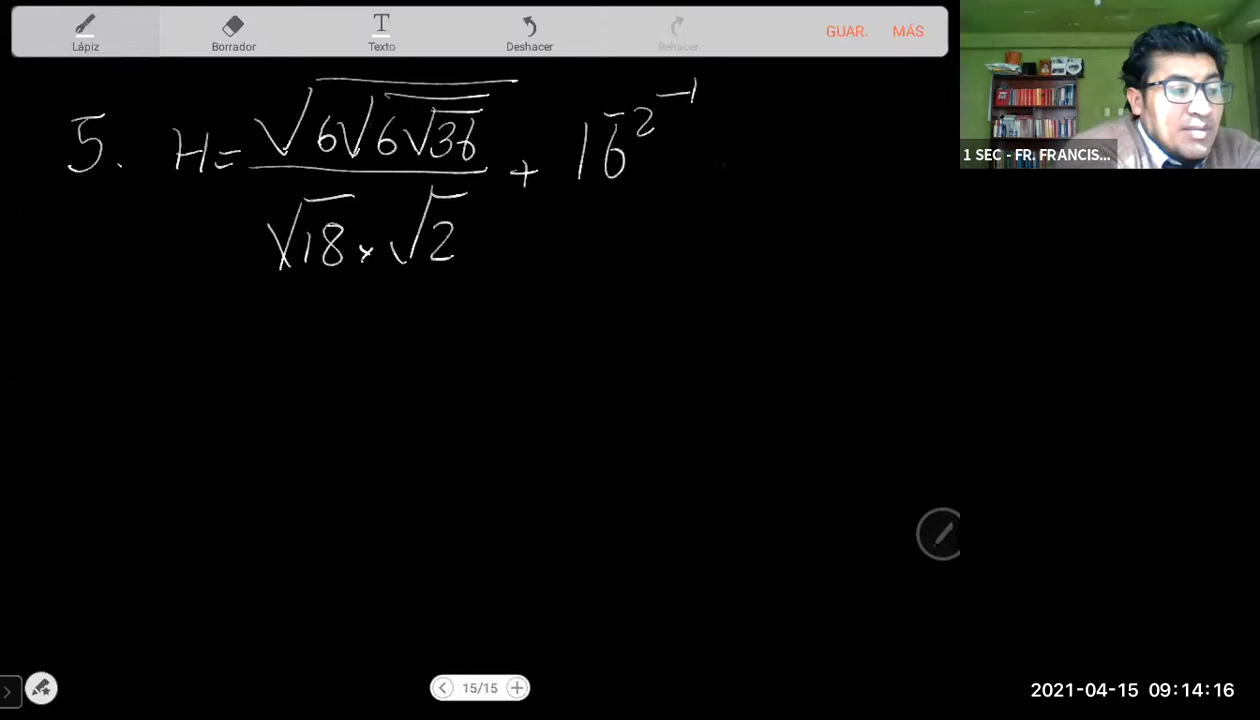 Lápiz
Borrador
T
Texto
Deshacer
Rehacer
GUAR.
MÁS
5. H = √(6√(6√36)) / (√18 × √2) + 16^-2^-1
1 SEC - FR. FRANCIS...
15/15
2021-04-15 09:14:16